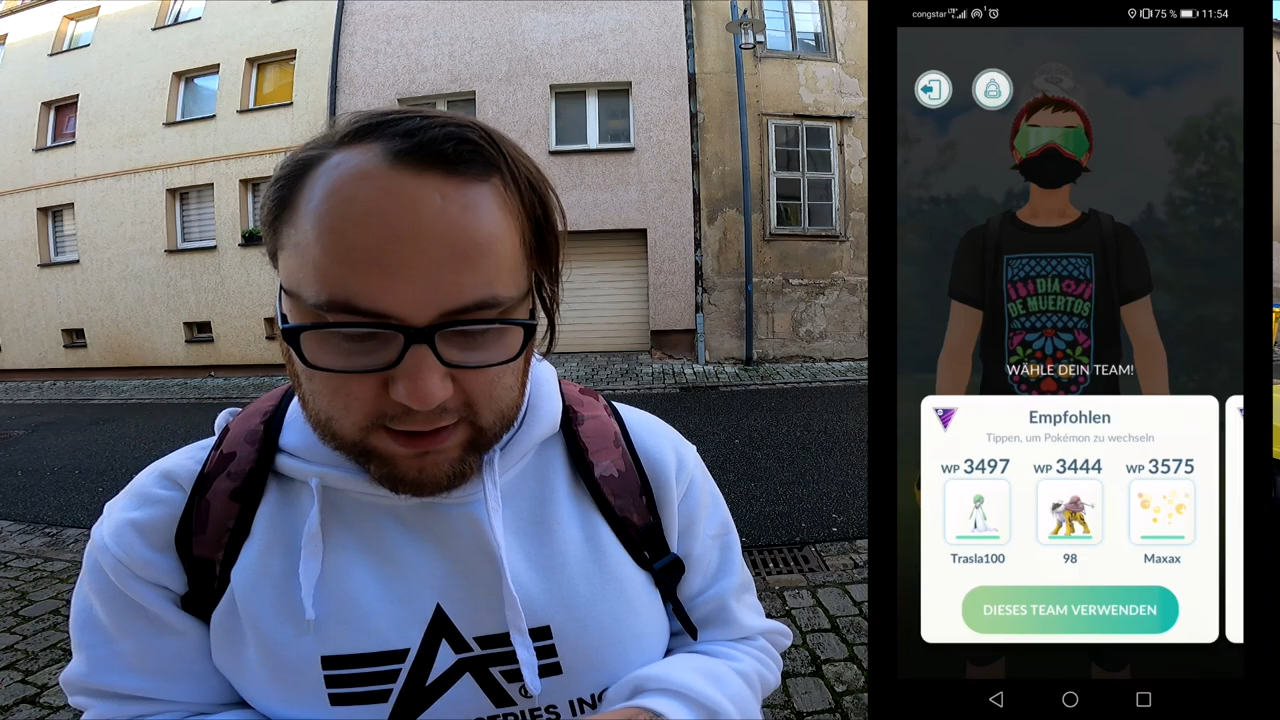 congstar
75 %
11:54
DIA
DE MUERTOS
WÄHLE DEIN TEAM!
Empfohlen
Tippen, um Pokémon zu wechseln
WP 3497 WP 3444 WP 3575
Trasla100 98 Maxax
DIESES TEAM VERWENDEN